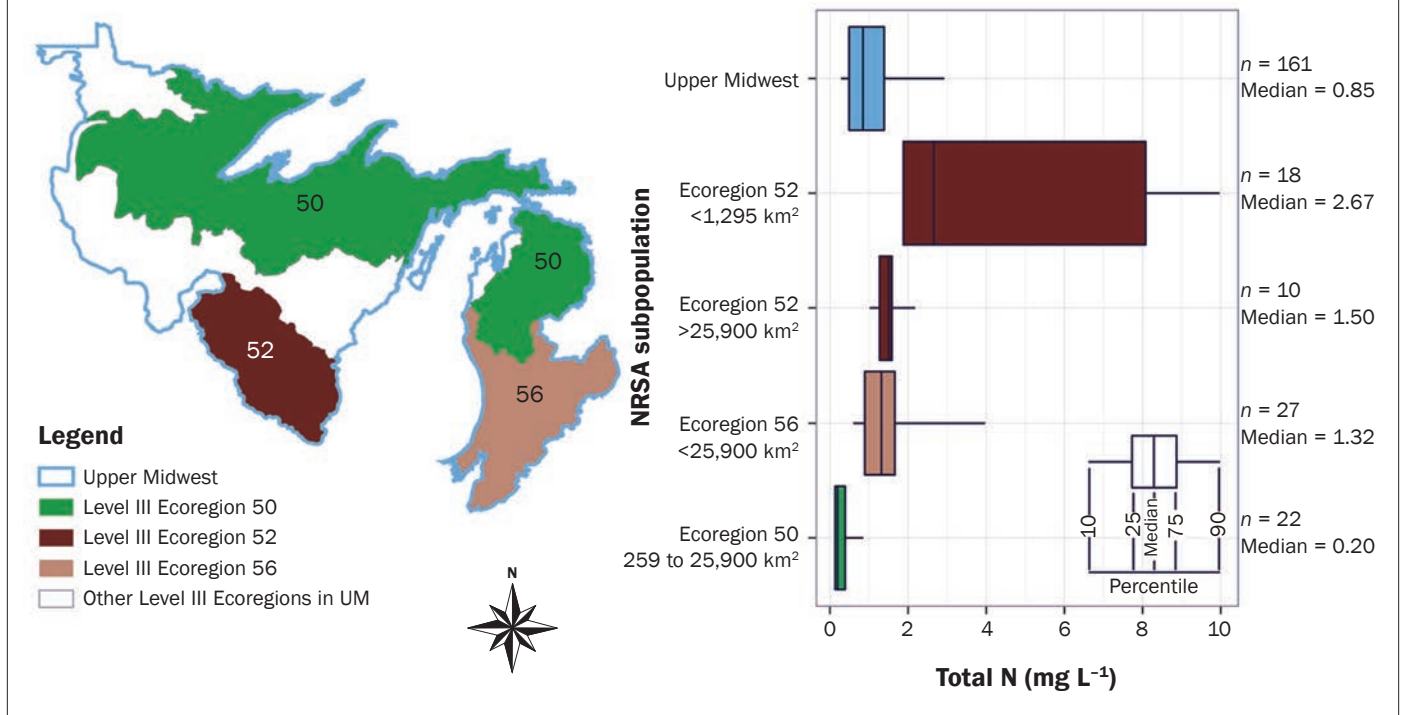 50
50
52
56
Legend
Upper Midwest
Level III Ecoregion 50
Level III Ecoregion 52
Level III Ecoregion 56
Other Level III Ecoregions in UM
N
NRSA subpopulation
Upper Midwest
n = 161
Median = 0.85
Ecoregion 52
<1,295 km²
n = 18
Median = 2.67
Ecoregion 52
>25,900 km²
n = 10
Median = 1.50
Ecoregion 56
<25,900 km²
n = 27
Median = 1.32
Ecoregion 50
259 to 25,900 km²
n = 22
Median = 0.20
10
25
Median
75
90
Percentile
0 2 4 6 8 10
Total N (mg L⁻¹)